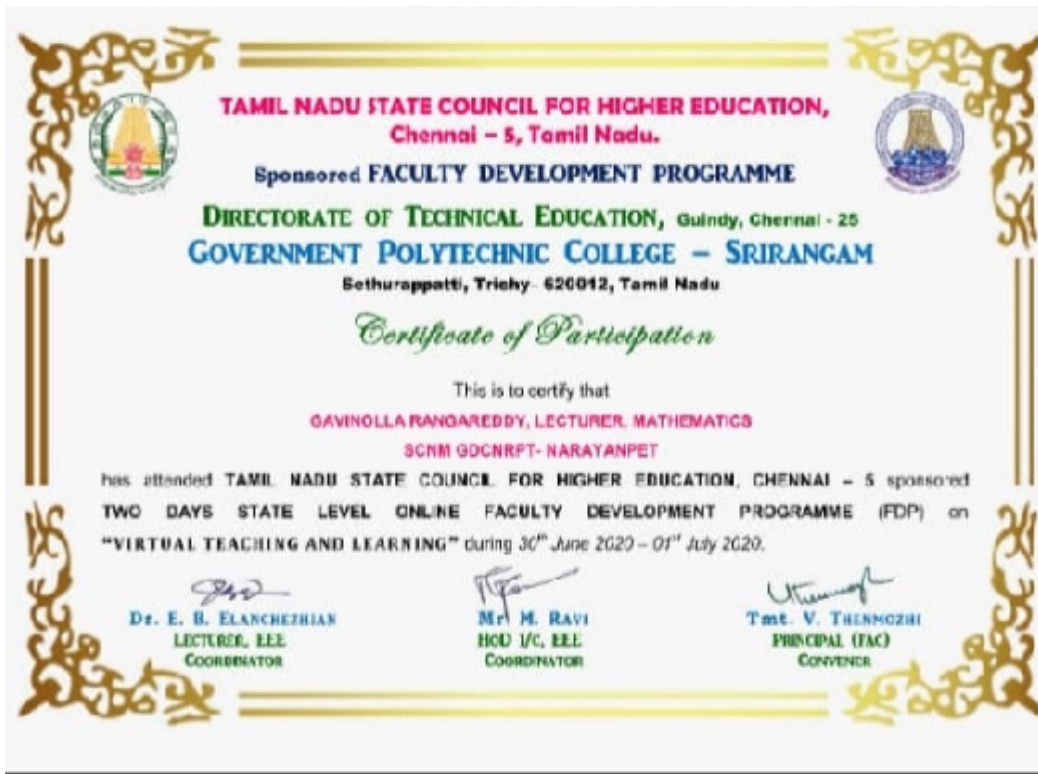 TAMIL NADU STATE COUNCIL FOR HIGHER EDUCATION,
Chennai – 5, Tamil Nadu.
Sponsored FACULTY DEVELOPMENT PROGRAMME
DIRECTORATE OF TECHNICAL EDUCATION, Guindy, Chennai - 25
GOVERNMENT POLYTECHNIC COLLEGE – SRIRANGAM
Sethurappatti, Trichy- 620012, Tamil Nadu
Certificate of Participation
This is to certify that
GAVINOLLA RANGAREDDY, LECTURER, MATHEMATICS
SCNM GDCNRPT- NARAYANPET
has attended TAMIL NADU STATE COUNCIL FOR HIGHER EDUCATION, CHENNAI – 5 sponsored
TWO DAYS STATE LEVEL ONLINE FACULTY DEVELOPMENT PROGRAMME (FDP) on
"VIRTUAL TEACHING AND LEARNING" during 30th June 2020 – 01st July 2020.
Dr. E. B. ELANCHEZHIAN
LECTURER, EEE
COORDINATOR
Mr M. RAVI
HOD I/C, EEE
COORDINATOR
Tmt. V. THENMOZHI
PRINCIPAL (FAC)
CONVENER